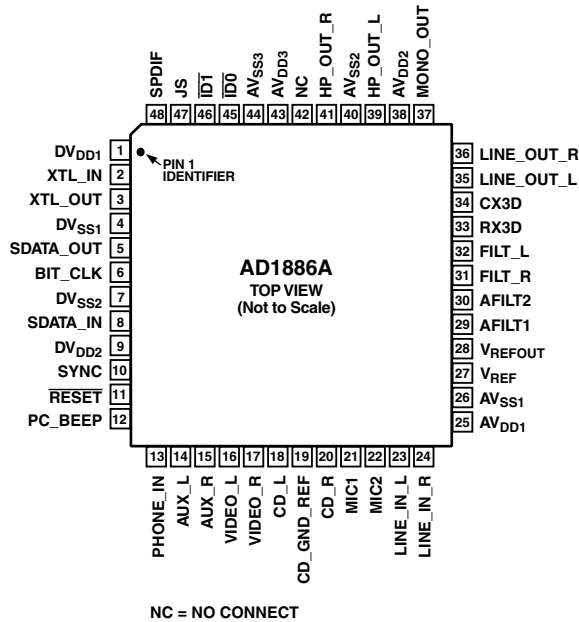 SPDIF
JS
ID1
ID0
AVSS3
AVDD3
NC
HP_OUT_R
AVSS2
HP_OUT_L
AVDD2
MONO_OUT
48 47 46 45 44 43 42 41 40 39 38 37
DVDD1 1
XTL_IN 2
XTL_OUT 3
DVSS1 4
SDATA_OUT 5
BIT_CLK 6
DVSS2 7
SDATA_IN 8
DVDD2 9
SYNC 10
RESET 11
PC_BEEP 12
PIN 1
IDENTIFIER
AD1886A
TOP VIEW
(Not to Scale)
36 LINE_OUT_R
35 LINE_OUT_L
34 CX3D
33 RX3D
32 FILT_L
31 FILT_R
30 AFILT2
29 AFILT1
28 VREFOUT
27 VREF
26 AVSS1
25 AVDD1
13 14 15 16 17 18 19 20 21 22 23 24
PHONE_IN
AUX_L
AUX_R
VIDEO_L
VIDEO_R
CD_L
CD_GND_REF
CD_R
MIC1
MIC2
LINE_IN_L
LINE_IN_R
NC = NO CONNECT